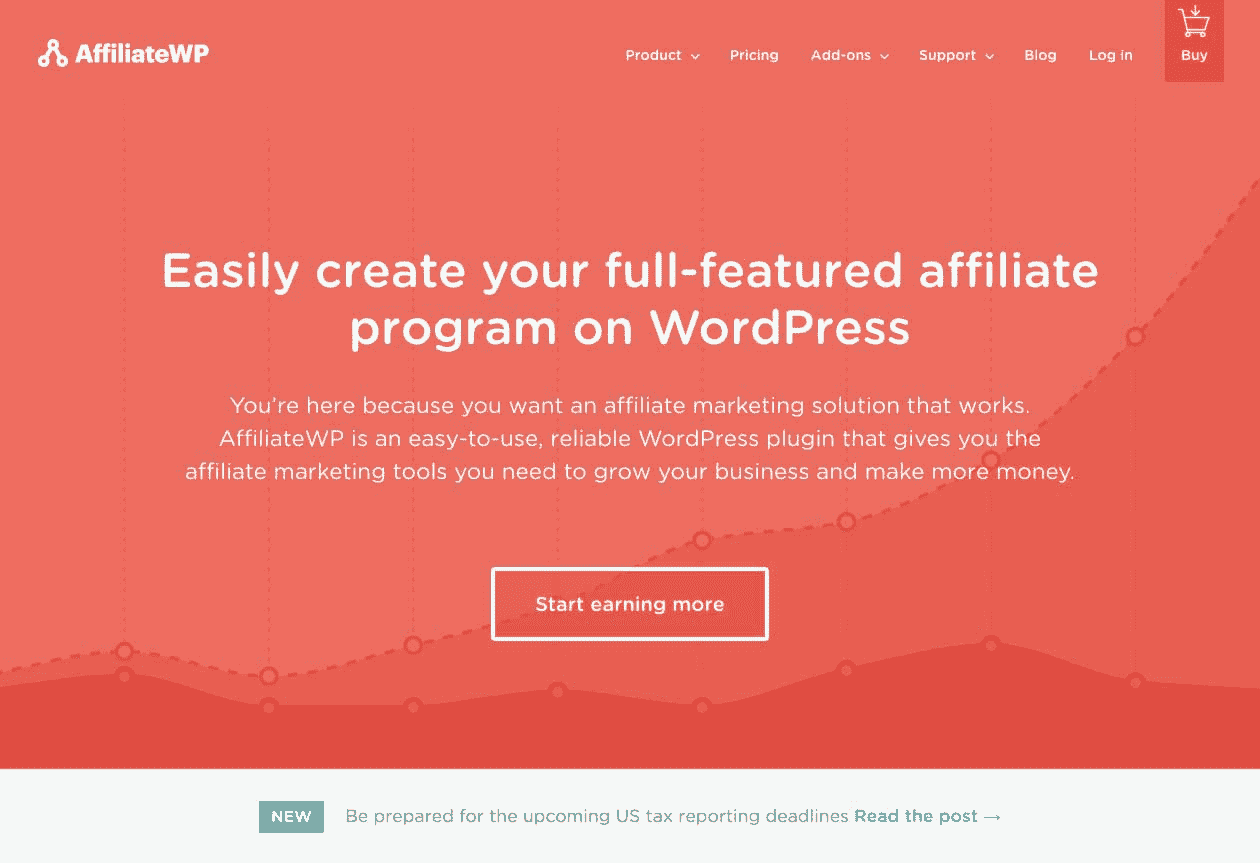 AffiliateWP
Product Pricing Add-ons Support Blog Log in Buy
Easily create your full-featured affiliate
program on WordPress
You’re here because you want an affiliate marketing solution that works.
AffiliateWP is an easy-to-use, reliable WordPress plugin that gives you the
affiliate marketing tools you need to grow your business and make more money.
Start earning more
NEW Be prepared for the upcoming US tax reporting deadlines Read the post →